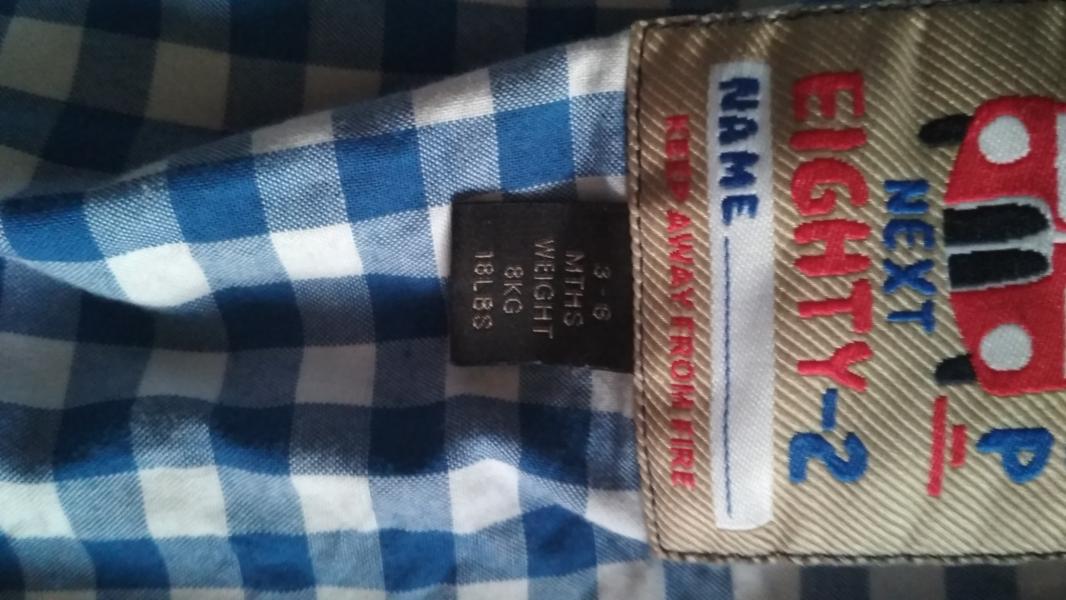 P
NEXT
EIGHTY-2
NAME
KEEP AWAY FROM FIRE
3-6
MTHS
WEIGHT
8KG
18LBS